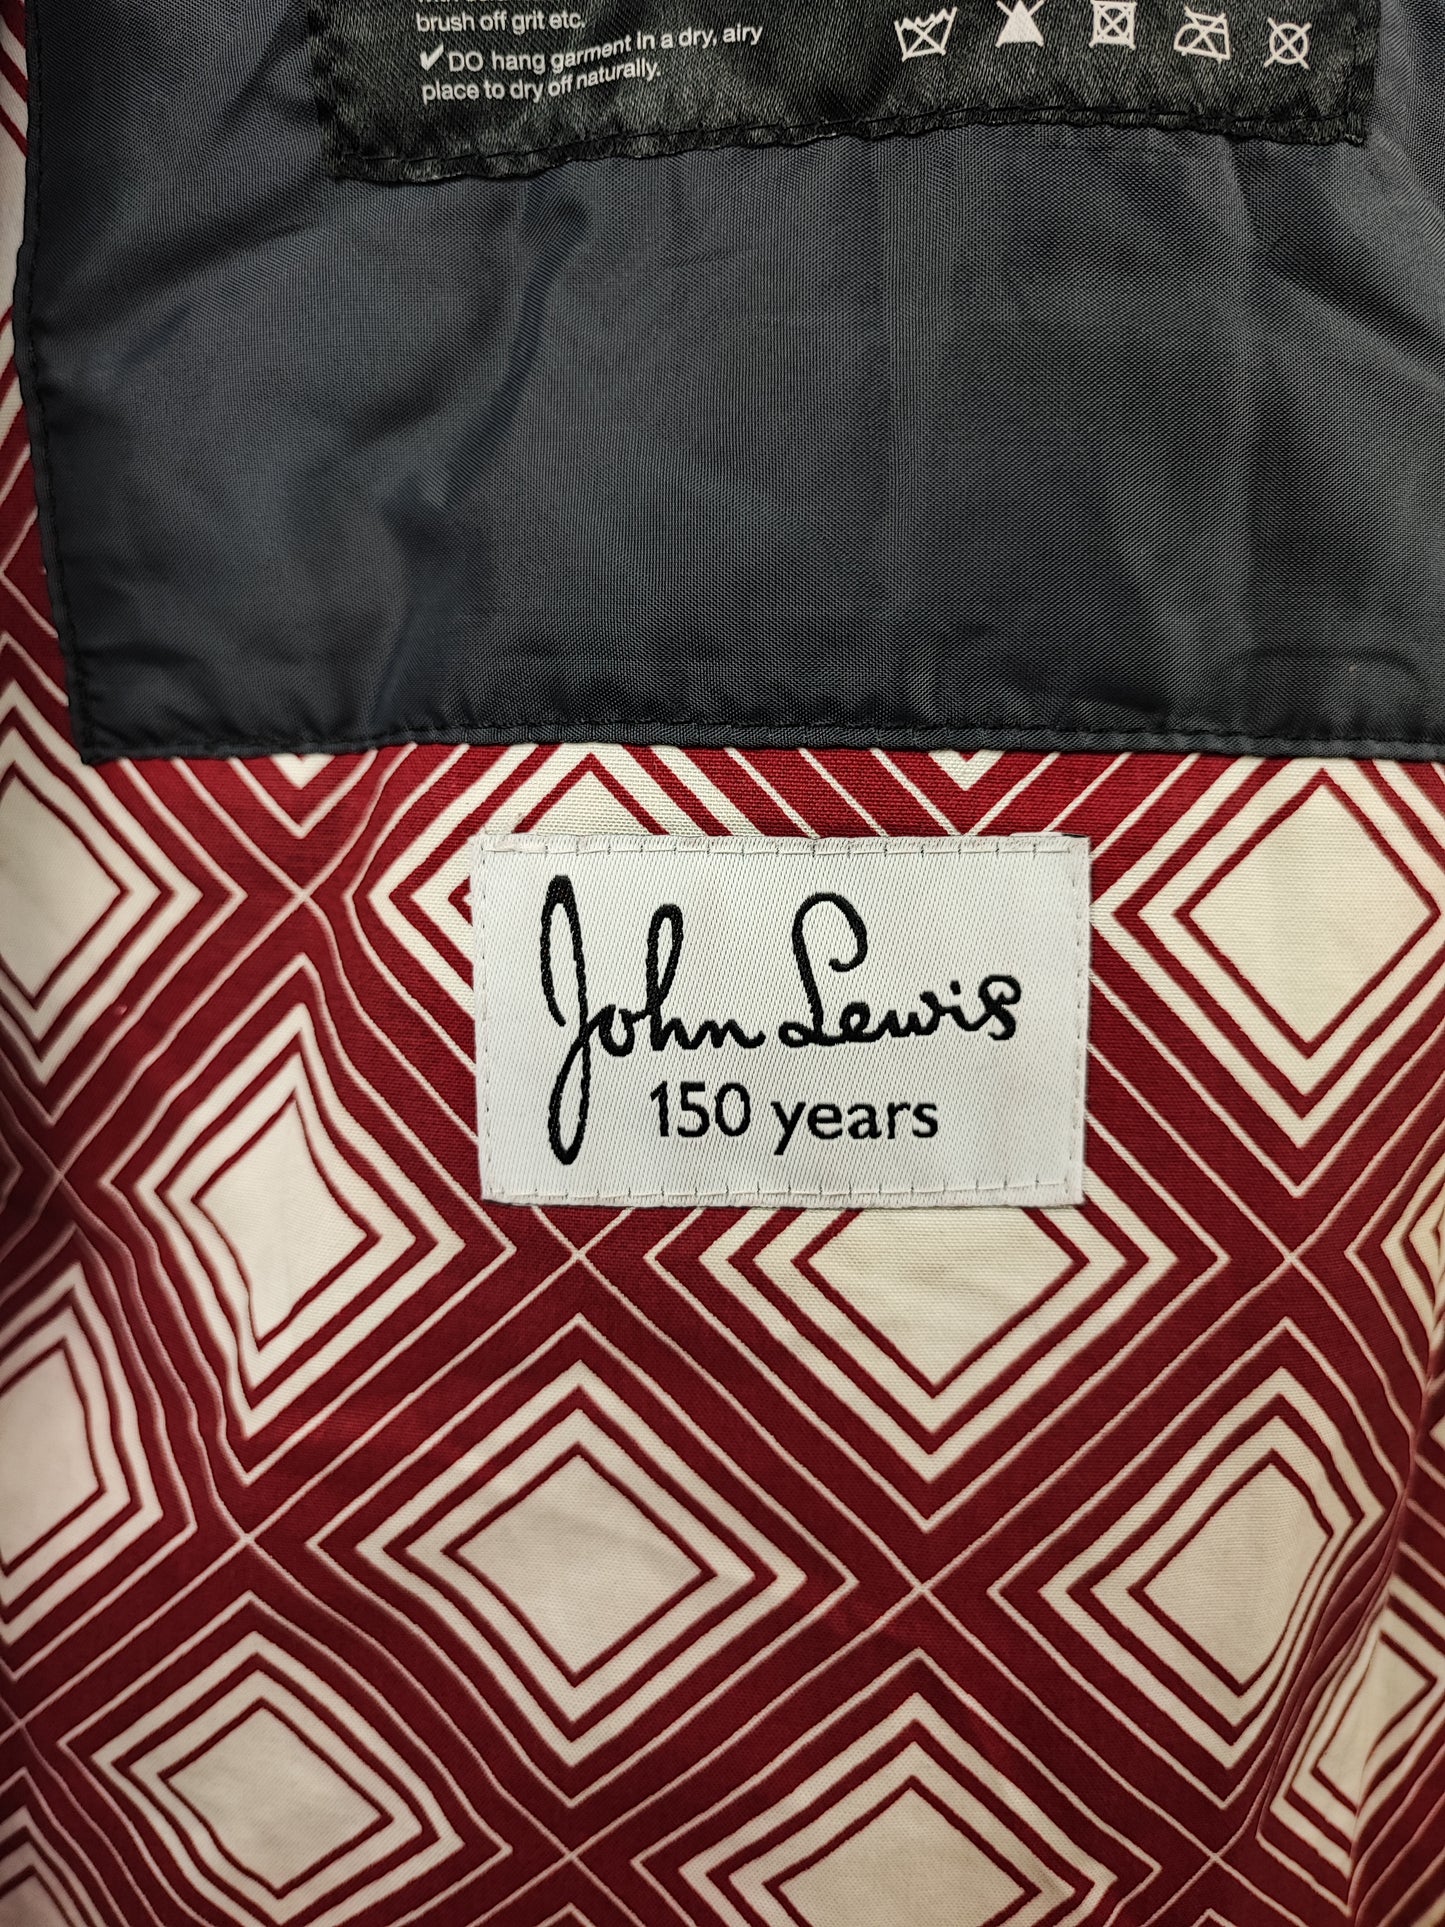 brush off grit etc.
✔ DO hang garment in a dry, airy
place to dry off naturally.
John Lewis
150 years